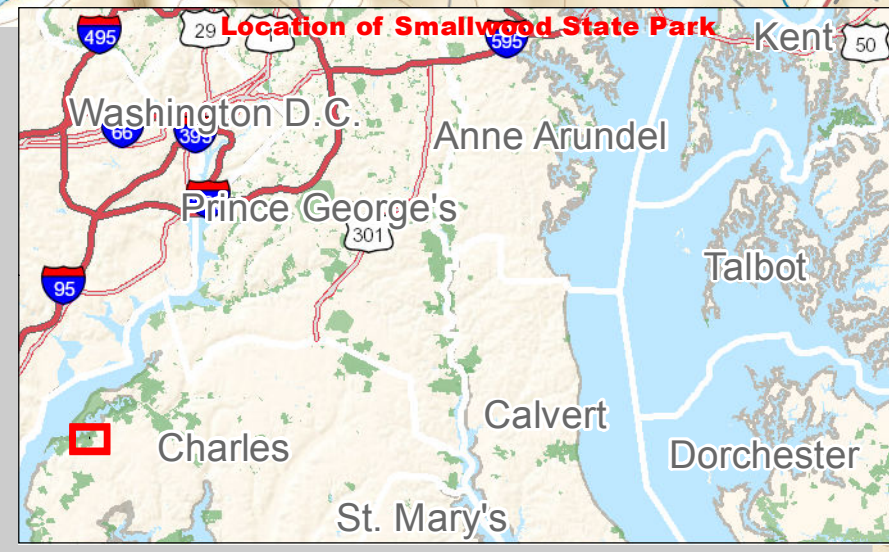 Location of Smallwood State Park
495
29
1
595
Kent
50
Washington D.C.
66
395
Anne Arundel
Prince George's
301
Talbot
95
Calvert
Charles
Dorchester
St. Mary's